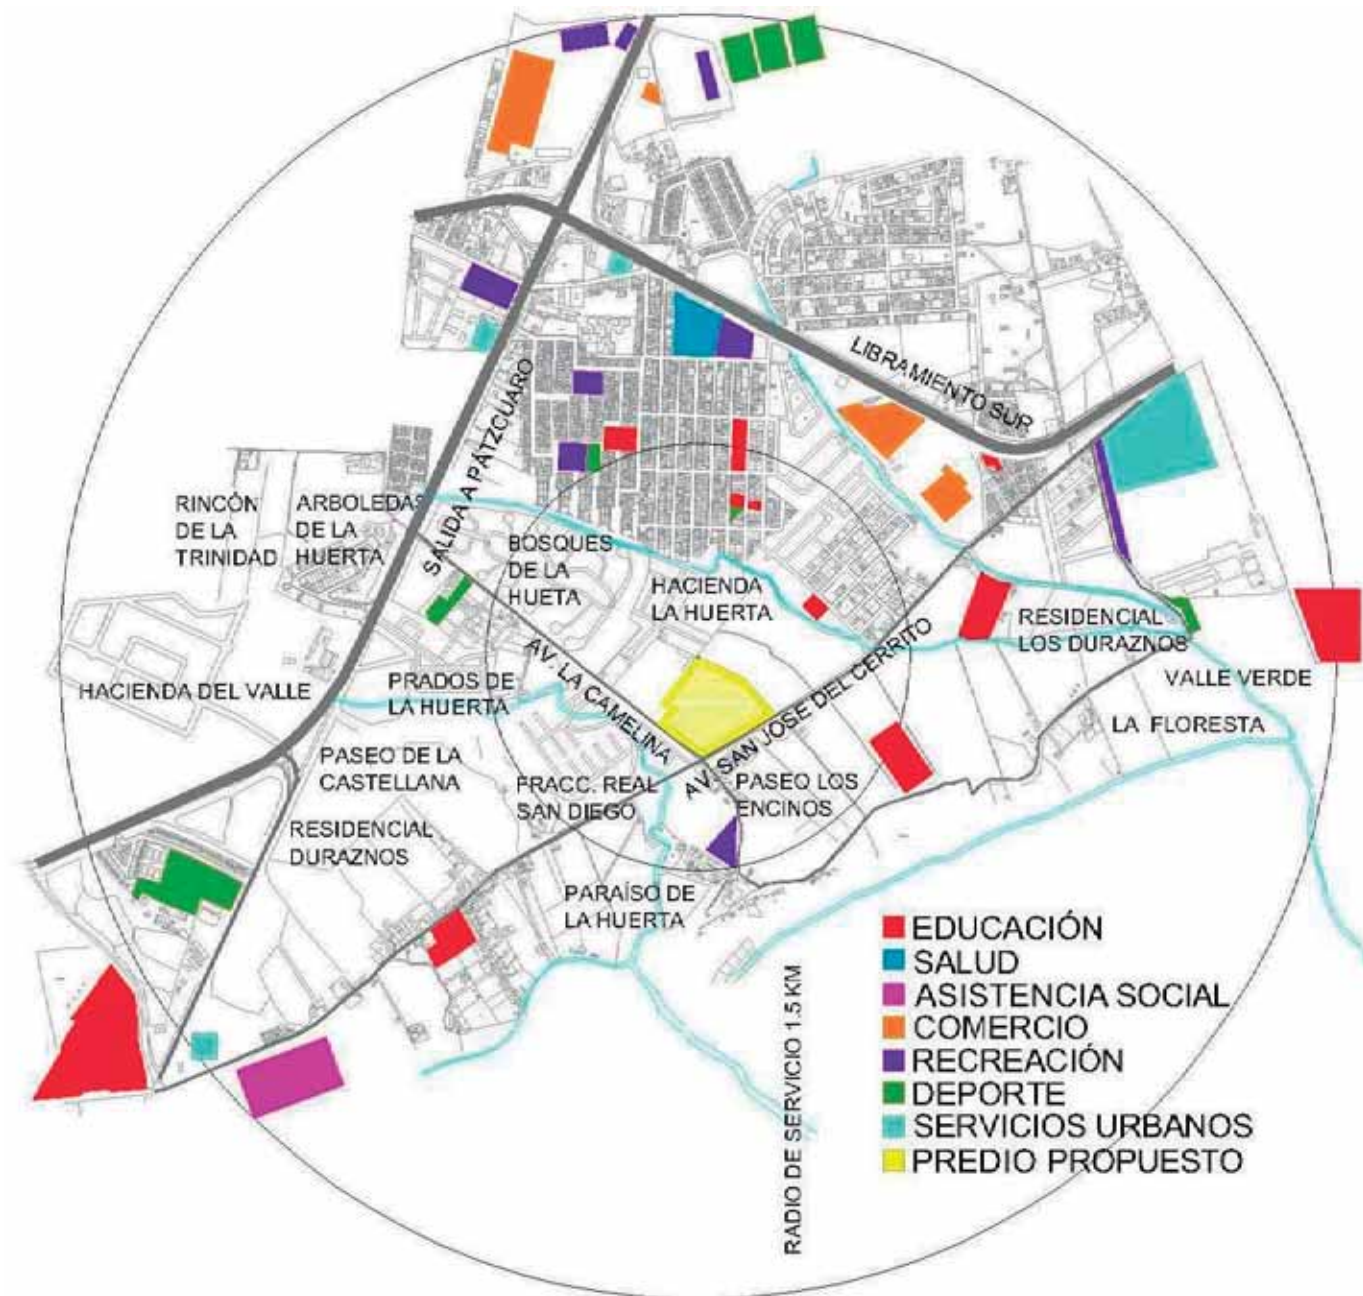 LIBRAMIENTO SUR
SALIDA A PÁTZCUARO
RINCÓN
DE LA
TRINIDAD
ARBOLEDAS
DE LA
HUERTA
BOSQUES
DE LA
HUETA
HACIENDA
LA HUERTA
RESIDENCIAL
LOS DURAZNOS
HACIENDA DEL VALLE
PRADOS DE
LA HUERTA
AV. LA CAMELINA
AV. SAN JOSE DEL CERRITO
VALLE VERDE
LA FLORESTA
PASEO DE LA
CASTELLANA
FRACC. REAL
SAN DIEGO
PASEO LOS
ENCINOS
RESIDENCIAL
DURAZNOS
PARAÍSO DE
LA HUERTA
RADIO DE SERVICIO 1.5 KM
EDUCACIÓN
SALUD
ASISTENCIA SOCIAL
COMERCIO
RECREACIÓN
DEPORTE
SERVICIOS URBANOS
PREDIO PROPUESTO